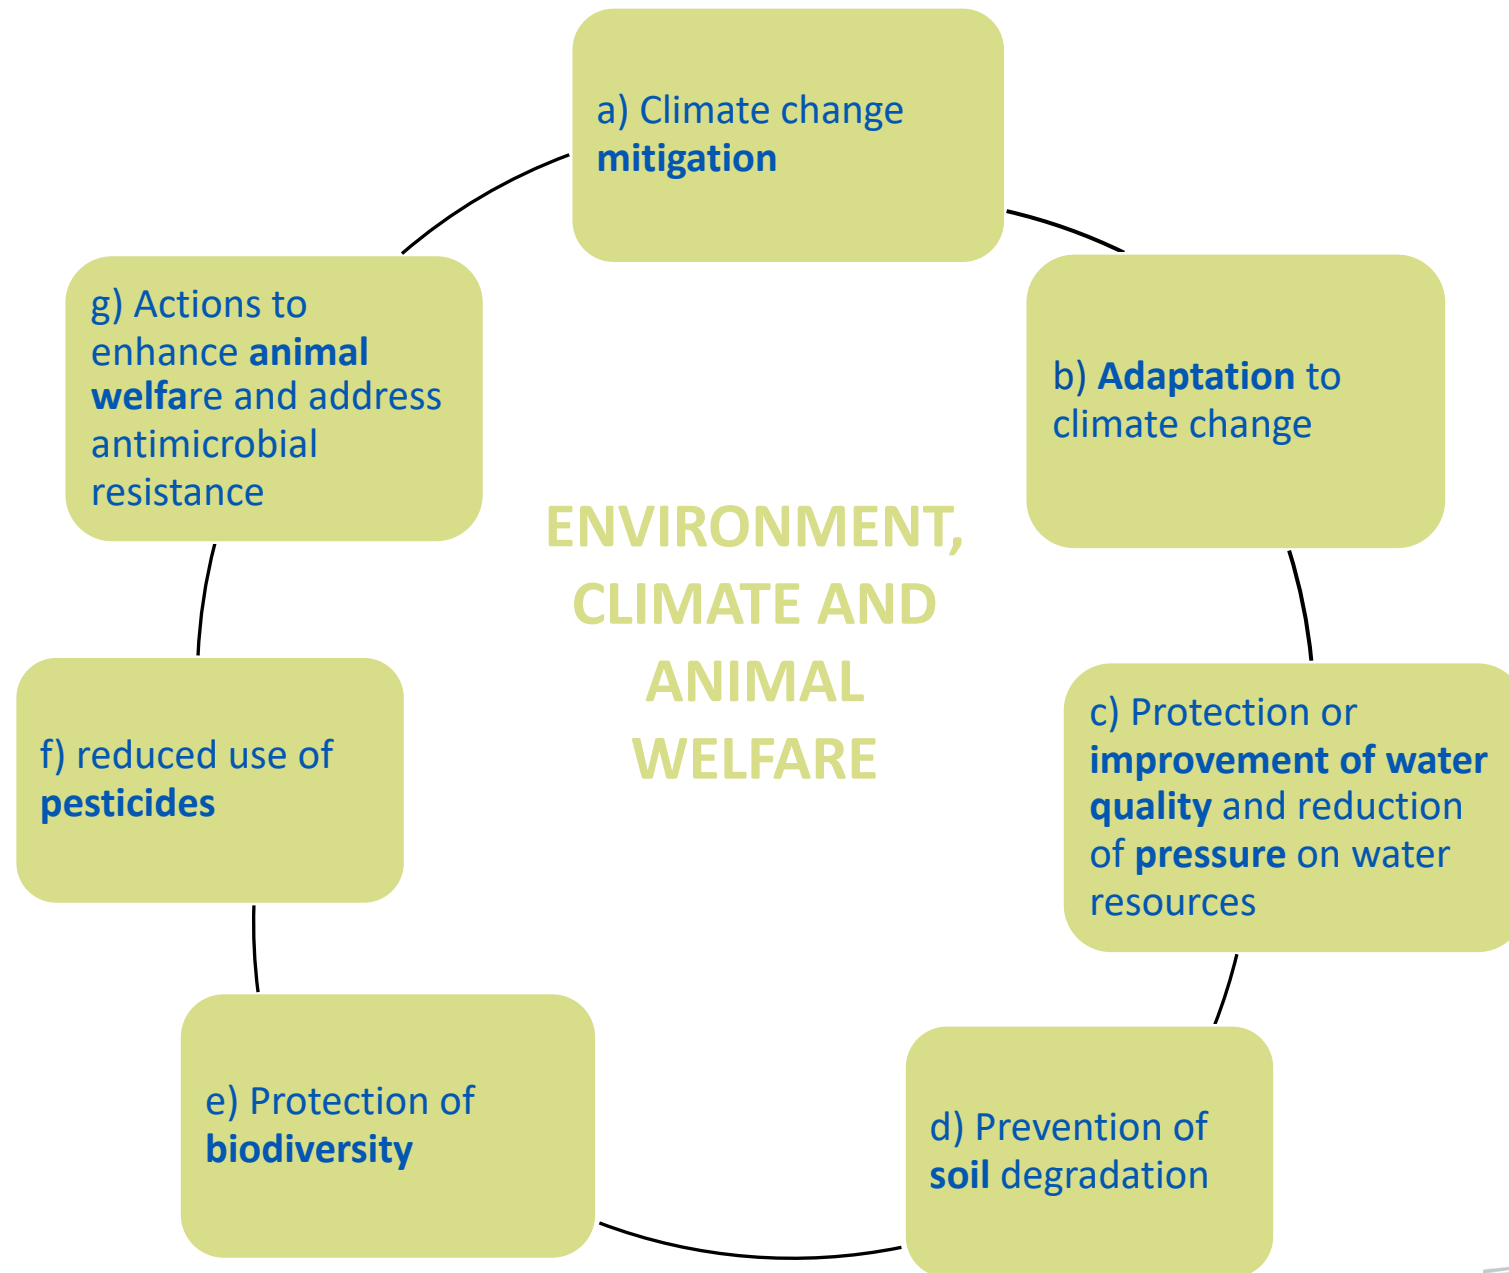 a) Climate change
mitigation
b) Adaptation to
climate change
c) Protection or
improvement of water
quality and reduction
of pressure on water
resources
d) Prevention of
soil degradation
e) Protection of
biodiversity
f) reduced use of
pesticides
g) Actions to
enhance animal
welfare and address
antimicrobial
resistance
ENVIRONMENT,
CLIMATE AND
ANIMAL
WELFARE